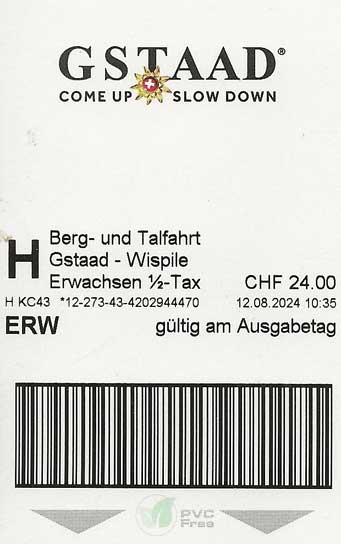 GSTAAD®
COME UP SLOW DOWN
H Berg- und Talfahrt
Gstaad - Wispile
Erwachsen ½-Tax CHF 24.00
H KC43 *12-273-43-4202944470 12.08.2024 10:35
ERW gültig am Ausgabetag
PVC
Free